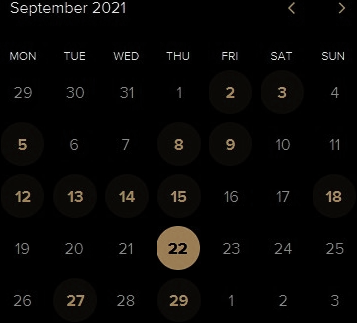 September 2021
MON TUE WED THU FRI SAT SUN
29 30 31 1 2 3 4
5 6 7 8 9 10 11
12 13 14 15 16 17 18
19 20 21 22 23 24 25
26 27 28 29 1 2 3